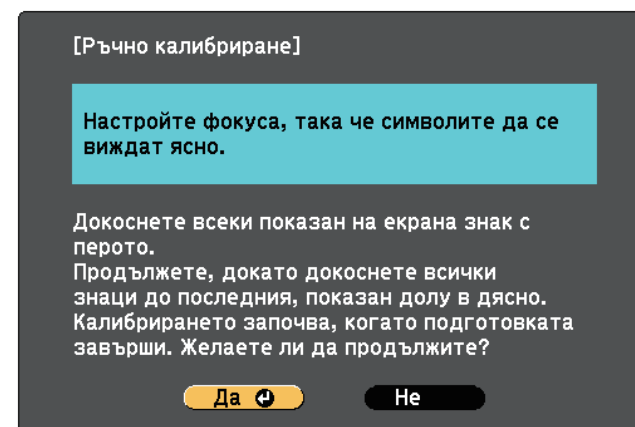 [Ръчно калибриране]
Настройте фокуса, така че символите да се
виждат ясно.
Докоснете всеки показан на екрана знак с
перото.
Продължете, докато докоснете всички
знаци до последния, показан долу в дясно.
Калибрирането започва, когато подготовката
завърши. Желаете ли да продължите?
Да Не